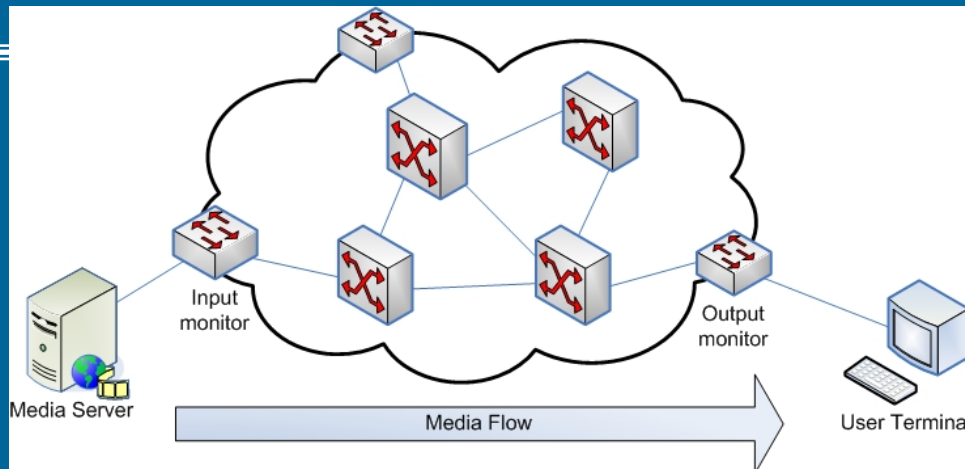 Input
monitor
Output
monitor
Media Server
Media Flow
User Termina